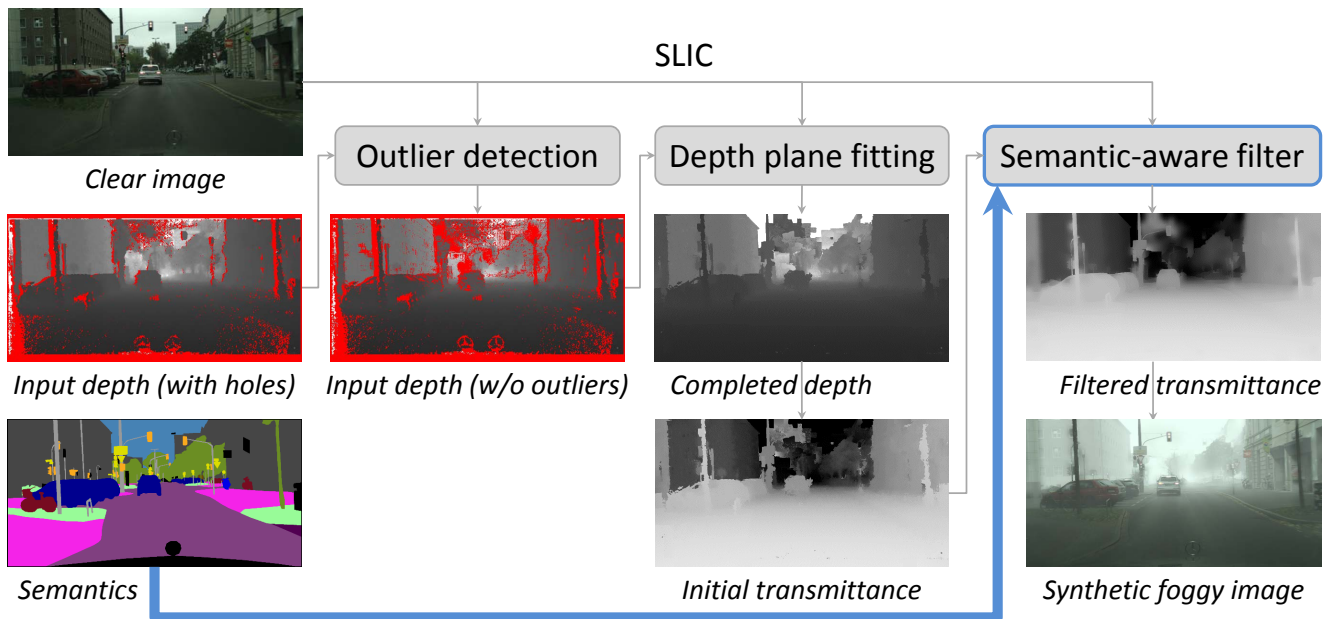 SLIC
Outlier detection
Depth plane fitting
Semantic-aware filter
Clear image
Input depth (with holes)
Input depth (w/o outliers)
Completed depth
Filtered transmittance
Semantics
Initial transmittance
Synthetic foggy image